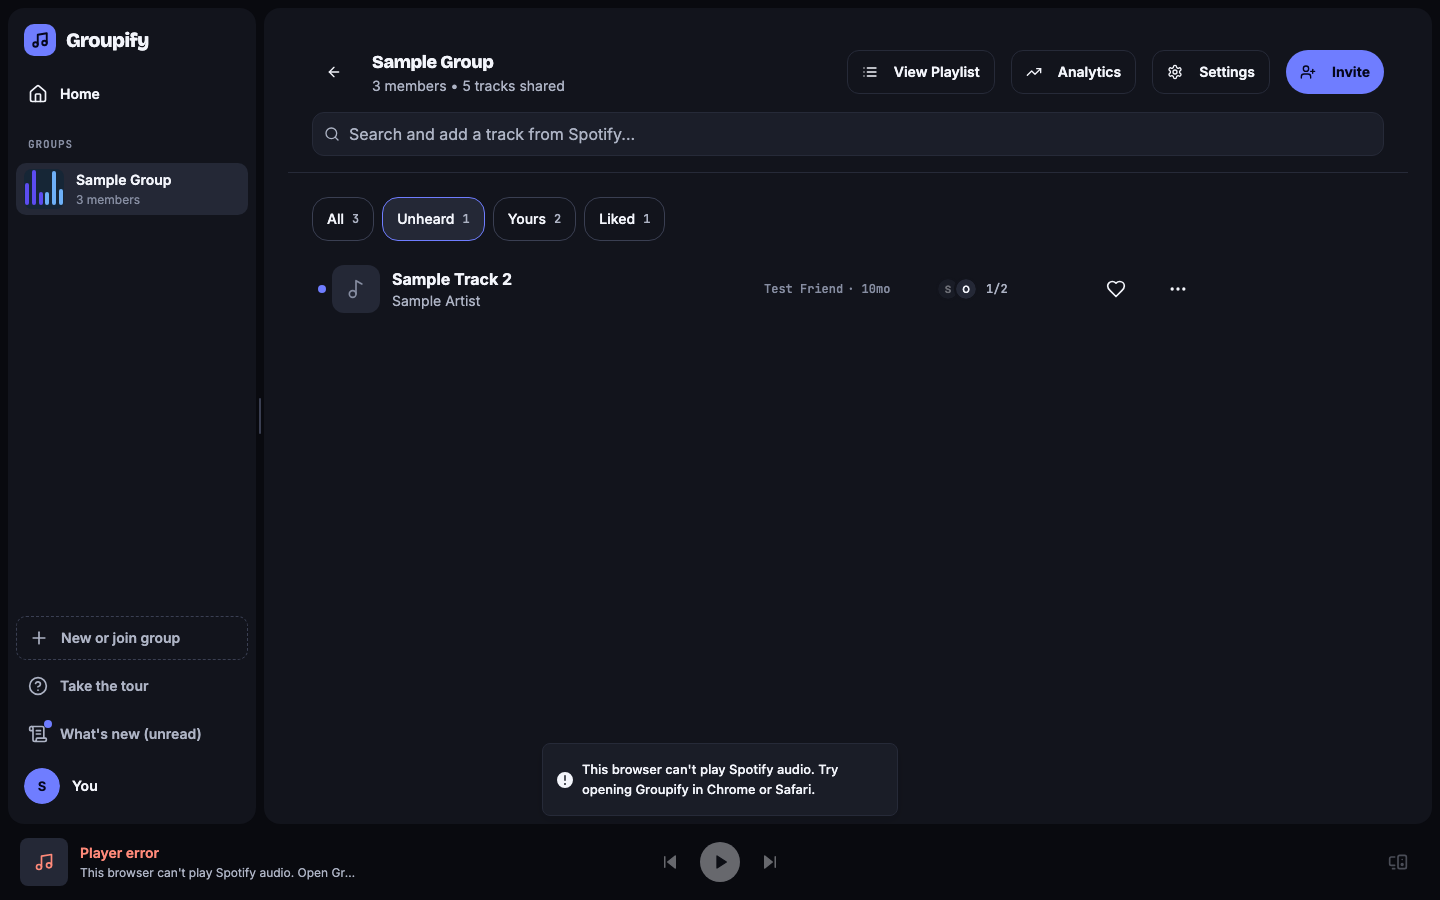 Groupify
Home
GROUPS
Sample Group
3 members
New or join group
Take the tour
What's new (unread)
S
You
Sample Group
3 members • 5 tracks shared
View Playlist
Analytics
Settings
Invite
Search and add a track from Spotify...
All 3
Unheard 1
Yours 2
Liked 1
Sample Track 2
Sample Artist
Test Friend · 10mo
S O 1/2
This browser can't play Spotify audio. Try
opening Groupify in Chrome or Safari.
Player error
This browser can't play Spotify audio. Open Gr...